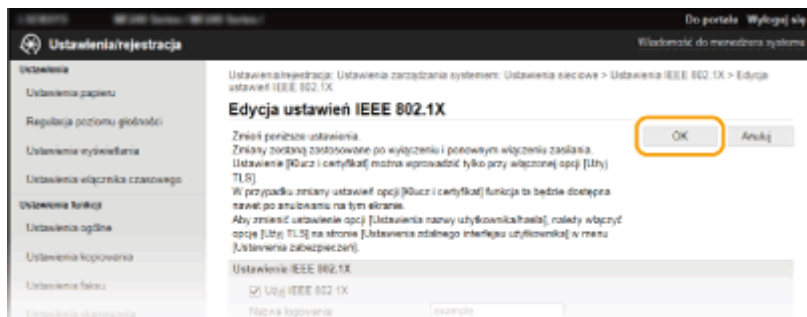 Do portalu Wyloguj się
Ustawienia/rejestracja
Wiadomość do menedżera systemu
Ustawienia
Ustawienia papieru
Regulacja poziomu głośności
Ustawienia wyświetlania
Ustawienia włącznika czasowego
Ustawienia funkcji
Ustawienia ogólne
Ustawienia kopiowania
Ustawienia faksu
Ustawienia skanowania
Ustawienia/rejestracja: Ustawienia zarządzania systemem: Ustawienia sieciowe > Ustawienia IEEE 802.1X > Edycja
ustawień IEEE 802.1X
Edycja ustawień IEEE 802.1X
OK Anuluj
Zmień poniższe ustawienia.
Zmiany zostaną zastosowane po wyłączeniu i ponownym włączeniu zasilania.
Ustawienie [Klucz i certyfikat] można wprowadzić tylko przy włączonej opcji [Użyj
TLS].
W przypadku zmiany ustawień opcji [Klucz i certyfikat] funkcja ta będzie dostępna
nawet po anulowaniu na tym ekranie.
Aby zmienić ustawienie opcji [Ustawienia nazwy użytkownika/hasła], należy włączyć
opcję [Użyj TLS] na stronie [Ustawienia zdalnego interfejsu użytkownika] w menu
[Ustawienia zabezpieczeń].
Ustawienia IEEE 802.1X
Użyj IEEE 802.1X
Nazwa logowania: example